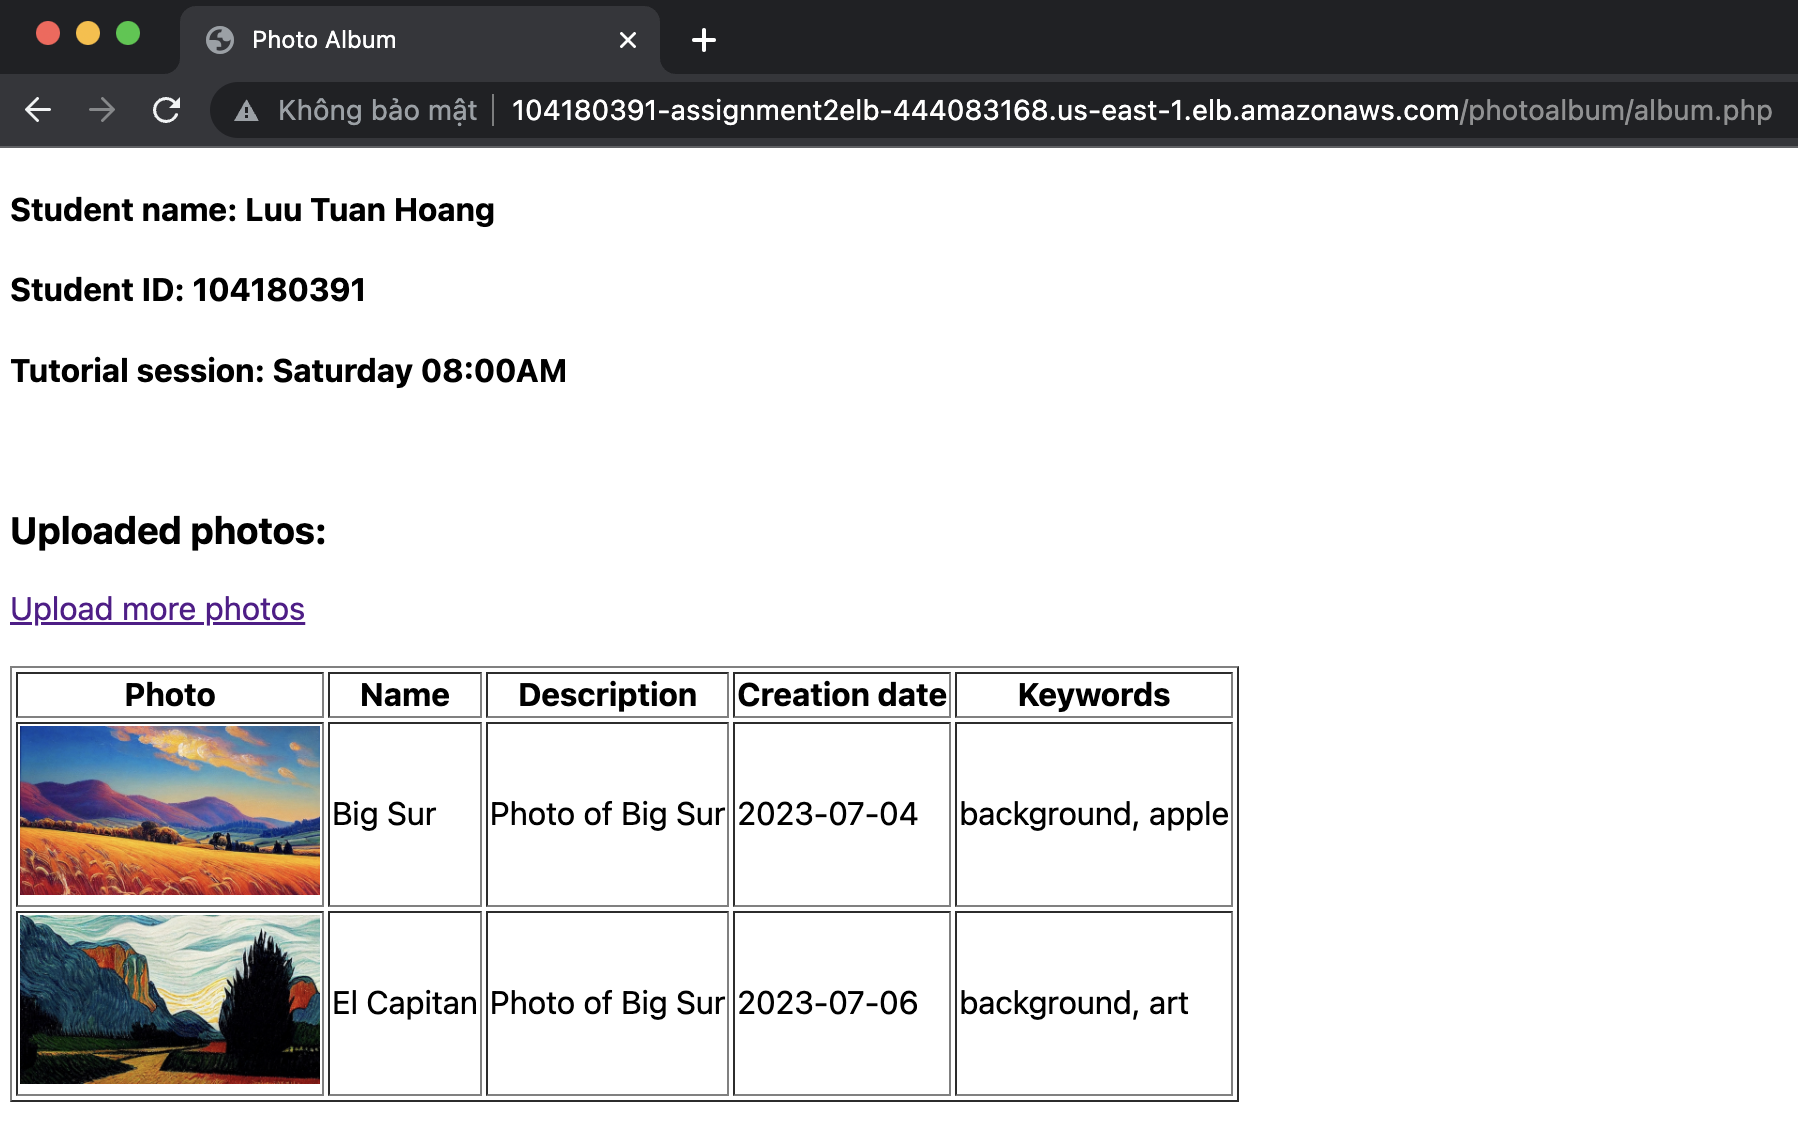 Photo Album
Không bảo mật
104180391-assignment2elb-444083168.us-east-1.elb.amazonaws.com/photoalbum/album.php
Student name: Luu Tuan Hoang
Student ID: 104180391
Tutorial session: Saturday 08:00AM
Uploaded photos:
Upload more photos
Photo Name Description Creation date Keywords
Big Sur Photo of Big Sur 2023-07-04 background, apple
El Capitan Photo of Big Sur 2023-07-06 background, art